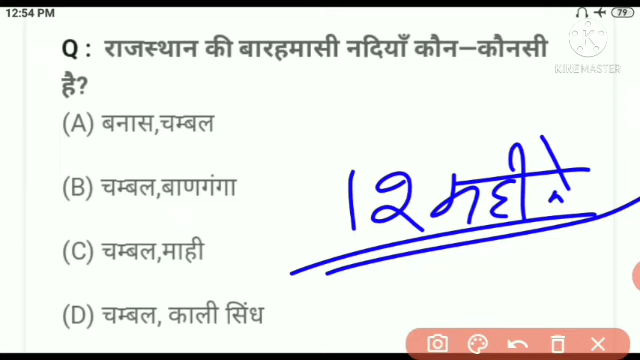 12:54 PM
79
KINEMASTER
Q : राजस्थान की बारहमासी नदियाँ कौन–कौनसी
है?
(A) बनास,चम्बल
(B) चम्बल,बाणगंगा
12 महीने
(C) चम्बल,माही
(D) चम्बल, काली सिंध